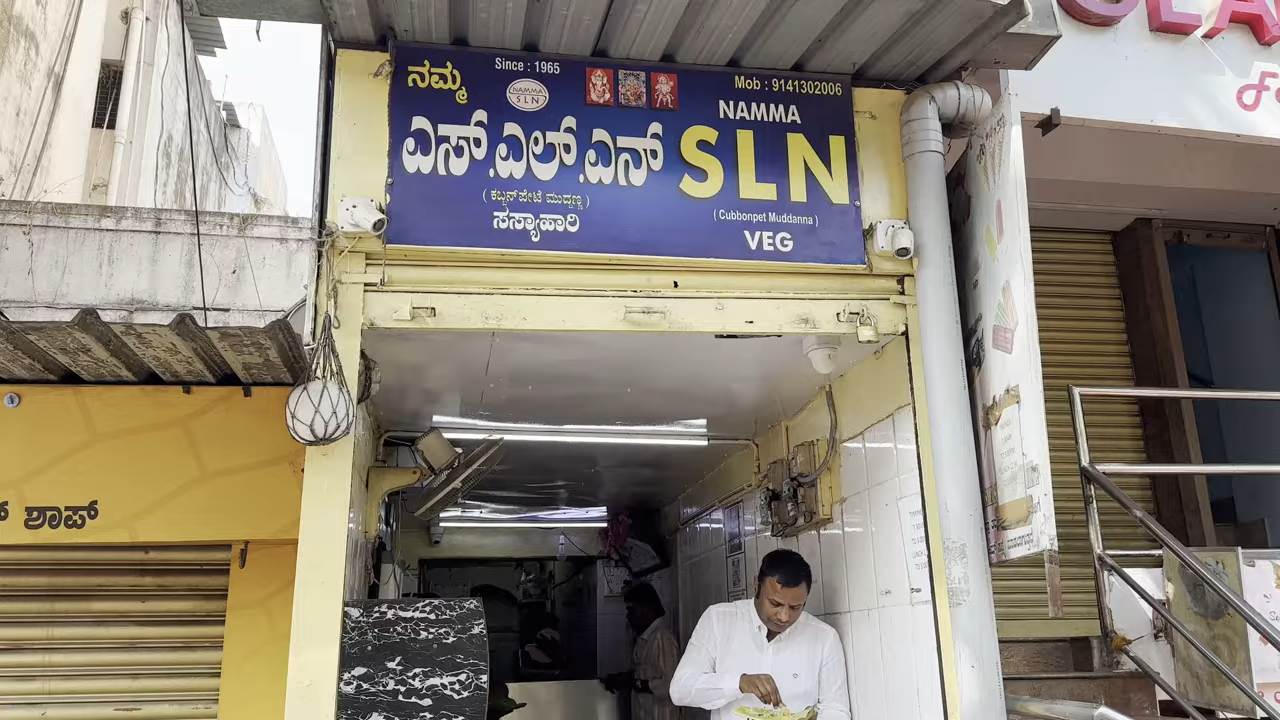 ನಮ್ಮ
Since : 1965
NAMMA
SLN
Mob : 9141302006
ಎಸ್.ಎಲ್.ಎನ್
( ಕಬ್ಬನ್‌ಪೇಟೆ ಮುದ್ದಣ್ಣ )
ಸಸ್ಯಾಹಾರಿ
NAMMA
SLN
( Cubbonpet Muddanna )
VEG
ಶಾಪ್